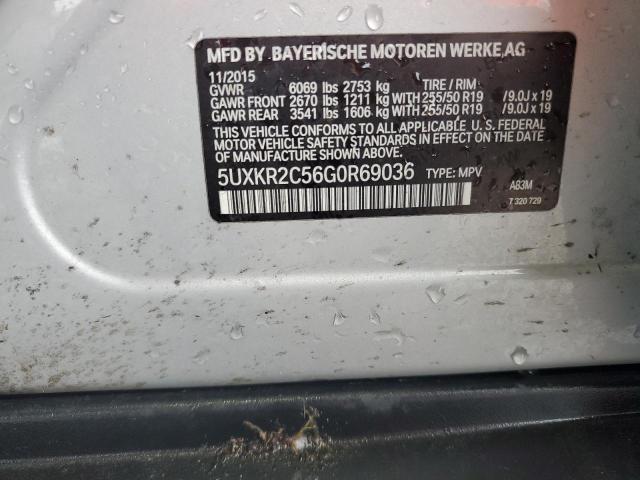 MFD BY BAYERISCHE MOTOREN WERKE,AG
11/2015
GVWR 6069 lbs 2753 kg TIRE / RIM
GAWR FRONT 2670 lbs 1211 kg WITH 255/50 R19 /9.0J x 19
GAWR REAR 3541 lbs 1606 kg WITH 255/50 R19 /9.0J x 19
THIS VEHICLE CONFORMS TO ALL APPLICABLE U. S. FEDERAL
MOTOR VEHICLE SAFETY STANDARDS IN EFFECT ON THE
DATE OF MANUFACTURE SHOWN ABOVE.
5UXKR2C56G0R69036 TYPE: MPV
A83M
7 320 729